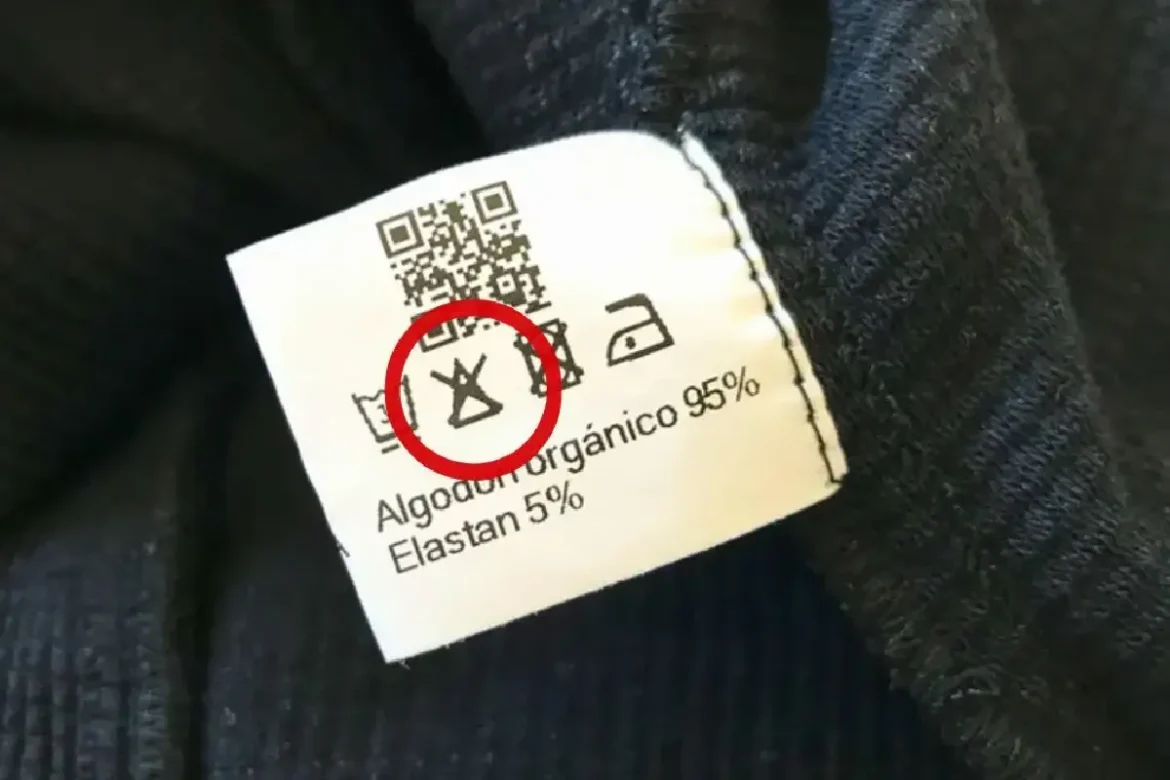 Algodón orgánico 95%
Elastan 5%